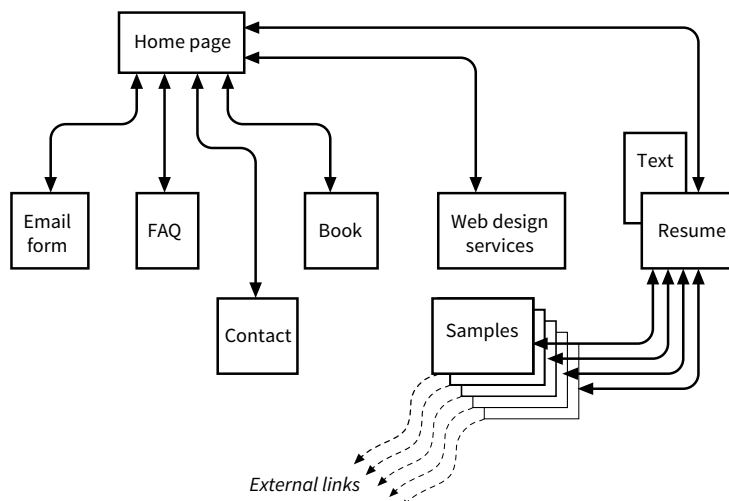 Home page
Text
Email
form
FAQ
Book
Web design
services
Resume
Contact
Samples
External links